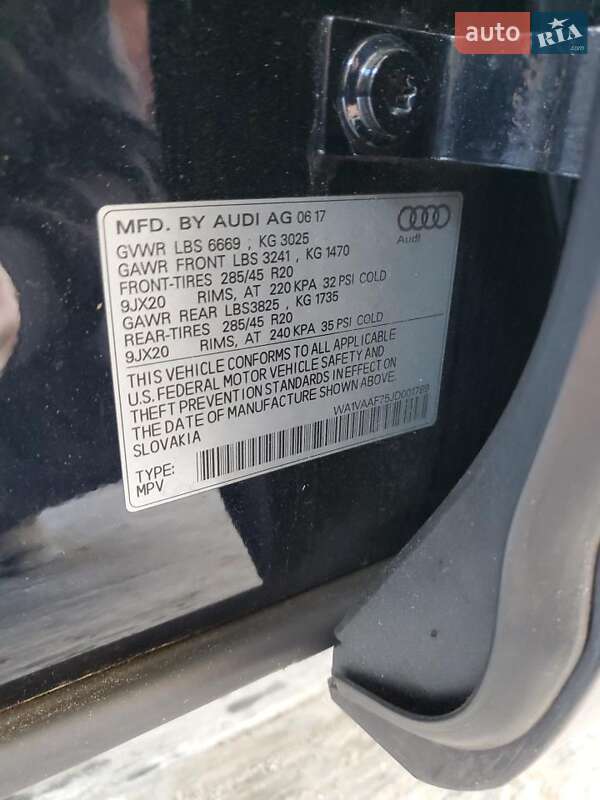 auto RIA.com
MFD. BY AUDI AG 06 17
Audi
GVWR LBS 6669 , KG 3025
GAWR FRONT LBS 3241 , KG 1470
FRONT-TIRES 285/45 R20
9JX20 RIMS, AT 220 KPA 32 PSI COLD
GAWR REAR LBS3825 , KG 1735
REAR-TIRES 285/45 R20
9JX20 RIMS, AT 240 KPA 35 PSI COLD
THIS VEHICLE CONFORMS TO ALL APPLICABLE
U.S. FEDERAL MOTOR VEHICLE SAFETY AND
THEFT PREVENTION STANDARDS IN EFFECT ON
THE DATE OF MANUFACTURE SHOWN ABOVE.
SLOVAKIA
WA1VAAF75JD001789
TYPE:
MPV